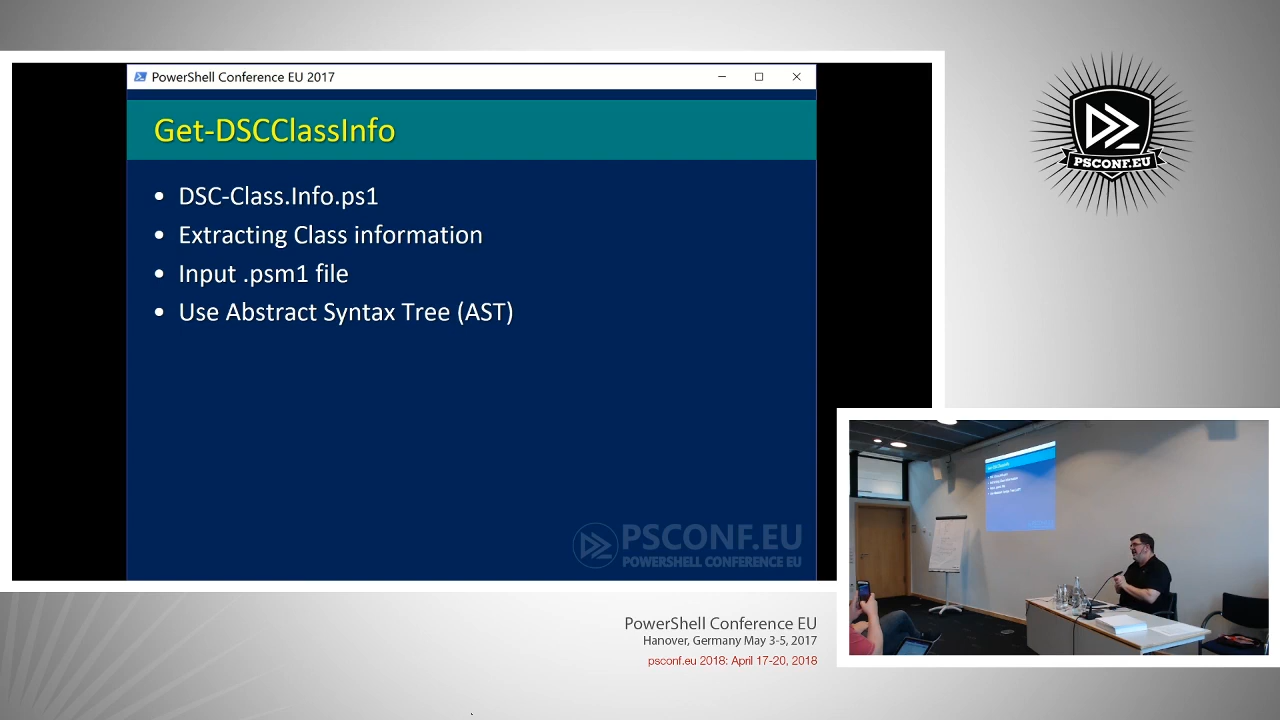 PowerShell Conference EU 2017
Get-DSCClassInfo
• DSC-Class.Info.ps1
• Extracting Class information
• Input .psm1 file
• Use Abstract Syntax Tree (AST)
PSCONF.EU
POWERSHELL CONFERENCE EU
PSCONF.EU
PowerShell Conference EU
Hanover, Germany May 3-5, 2017
psconf.eu 2018: April 17-20, 2018